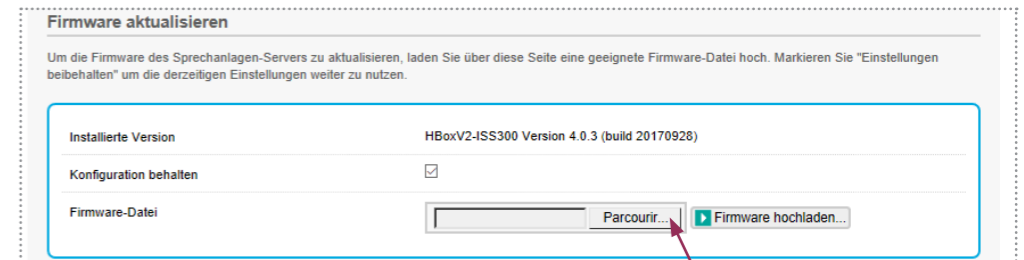 Firmware aktualisieren
Um die Firmware des Sprechanlagen-Servers zu aktualisieren, laden Sie über diese Seite eine geeignete Firmware-Datei hoch. Markieren Sie "Einstellungen
beibehalten" um die derzeitigen Einstellungen weiter zu nutzen.
Installierte Version HBoxV2-ISS300 Version 4.0.3 (build 20170928)
Konfiguration behalten
Firmware-Datei Parcourir... Firmware hochladen...